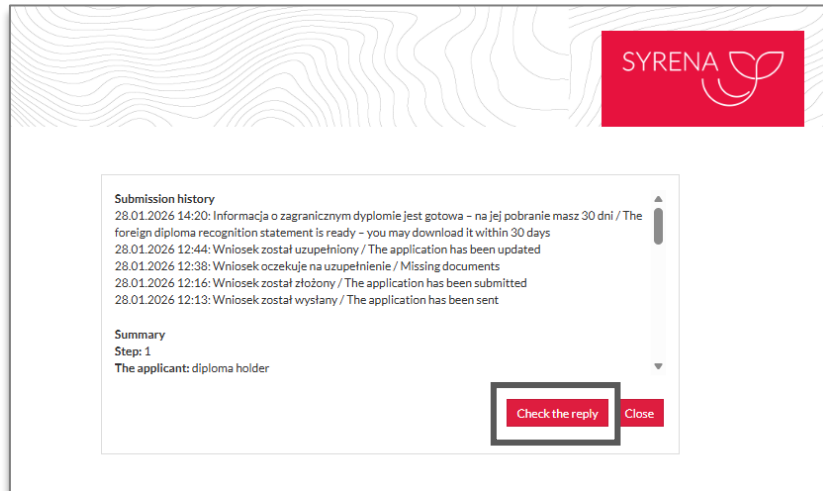 SYRENA
Submission history
28.01.2026 14:20: Informacja o zagranicznym dyplomie jest gotowa – na jej pobranie masz 30 dni / The
foreign diploma recognition statement is ready – you may download it within 30 days
28.01.2026 12:44: Wniosek został uzupełniony / The application has been updated
28.01.2026 12:38: Wniosek oczekuje na uzupełnienie / Missing documents
28.01.2026 12:16: Wniosek został złożony / The application has been submitted
28.01.2026 12:13: Wniosek został wysłany / The application has been sent
Summary
Step: 1
The applicant: diploma holder
Check the reply
Close